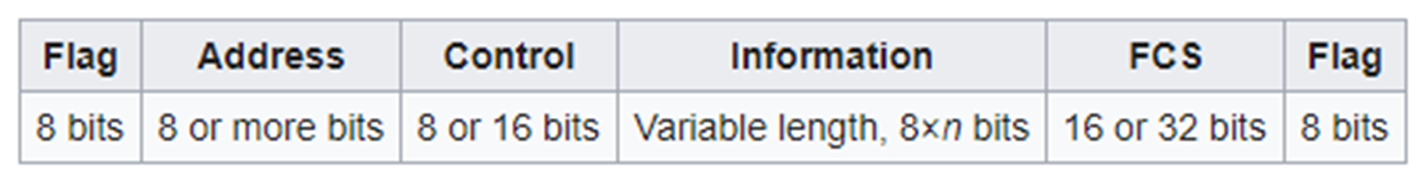 Flag Address Control Information FCS Flag
8 bits 8 or more bits 8 or 16 bits Variable length, 8×n bits 16 or 32 bits 8 bits